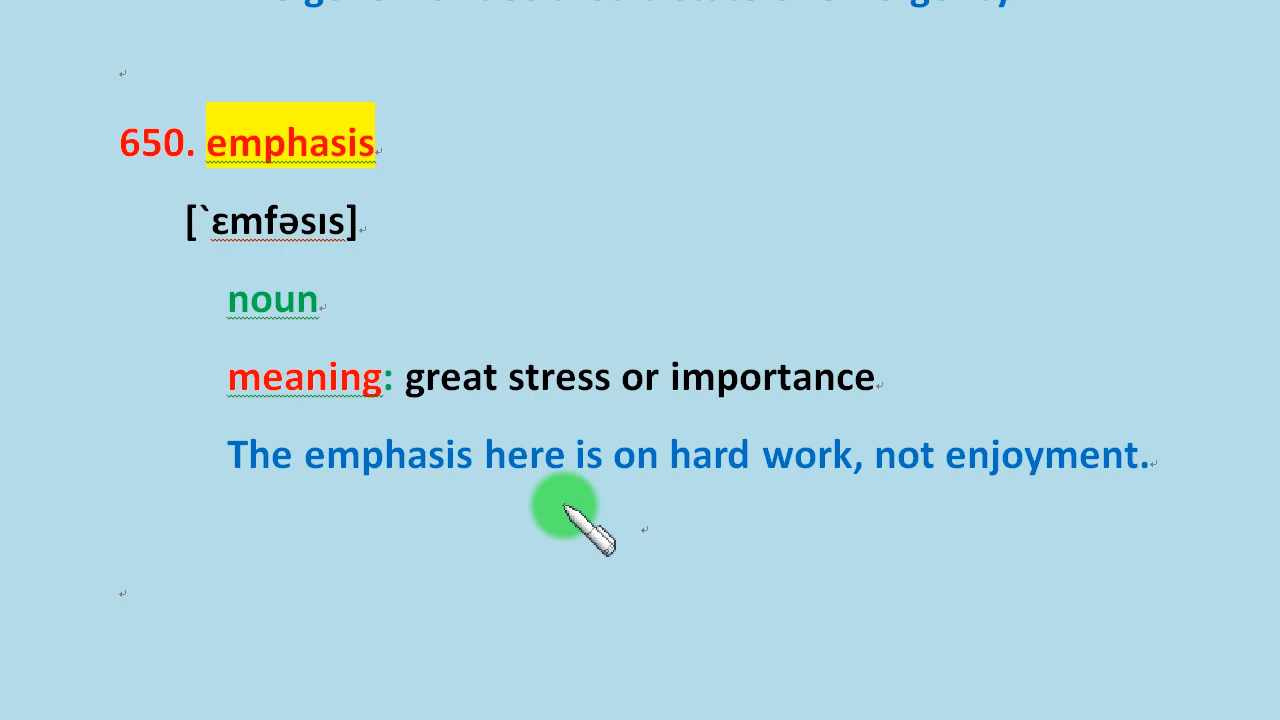 650. emphasis
[`ɛmfəsɪs]
noun
meaning: great stress or importance
The emphasis here is on hard work, not enjoyment.